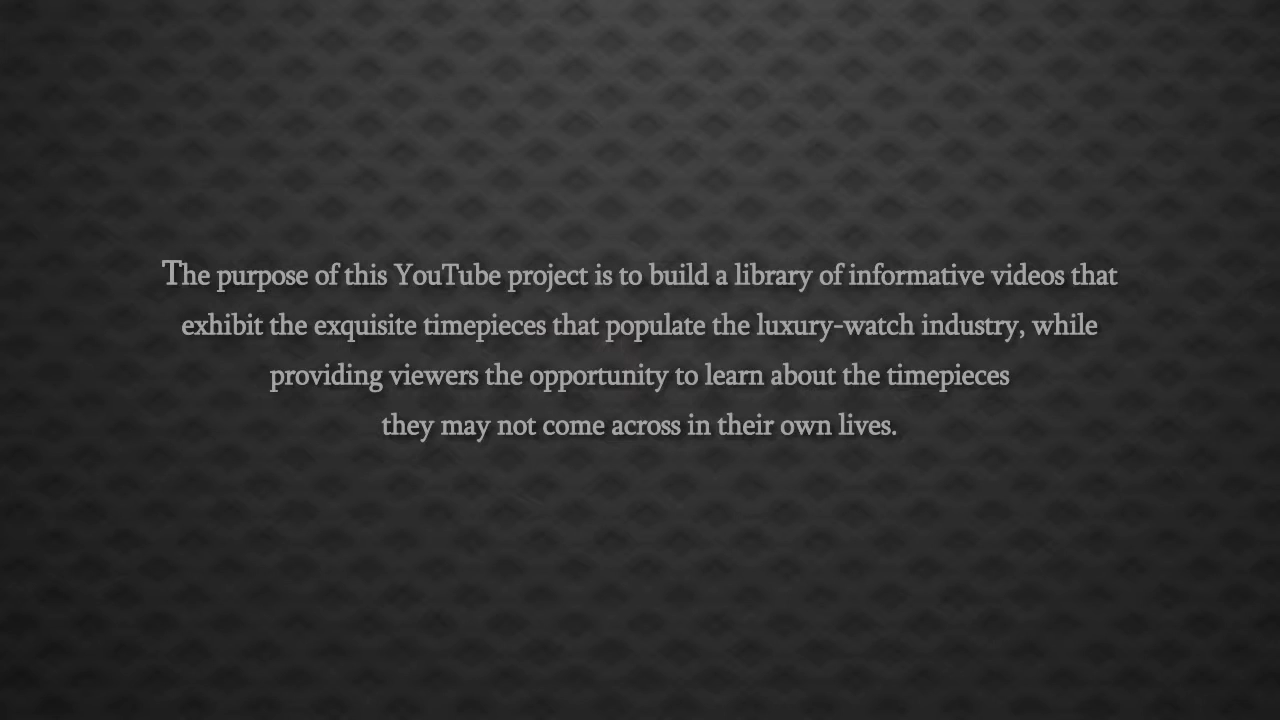 The purpose of this YouTube project is to build a library of informative videos that
exhibit the exquisite timepieces that populate the luxury-watch industry, while
providing viewers the opportunity to learn about the timepieces
they may not come across in their own lives.